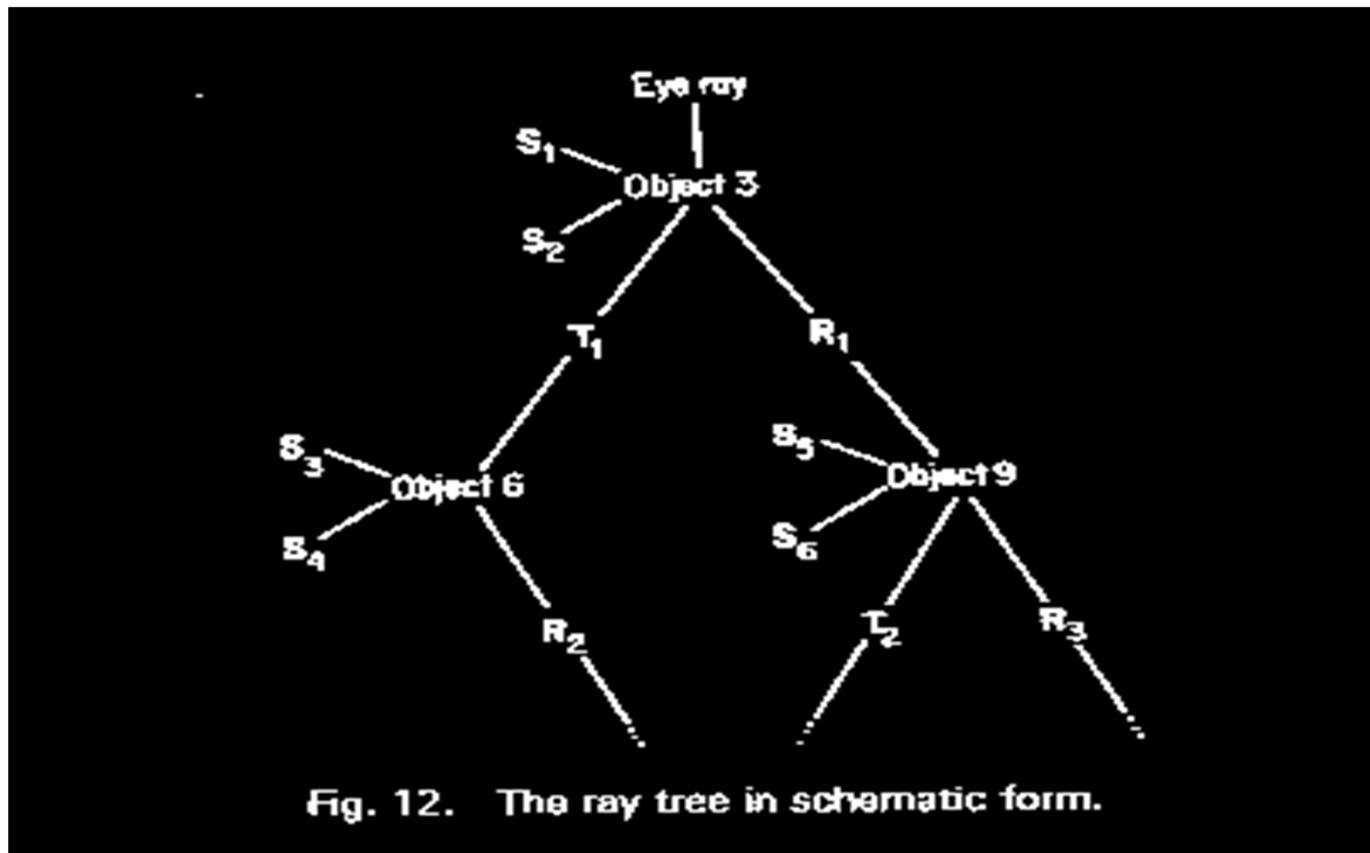 Eye ray
S1
Object 3
S2
T1
R1
S3
Object 6
S4
S5
Object 9
S6
R2
T2
R3
Fig. 12. The ray tree in schematic form.